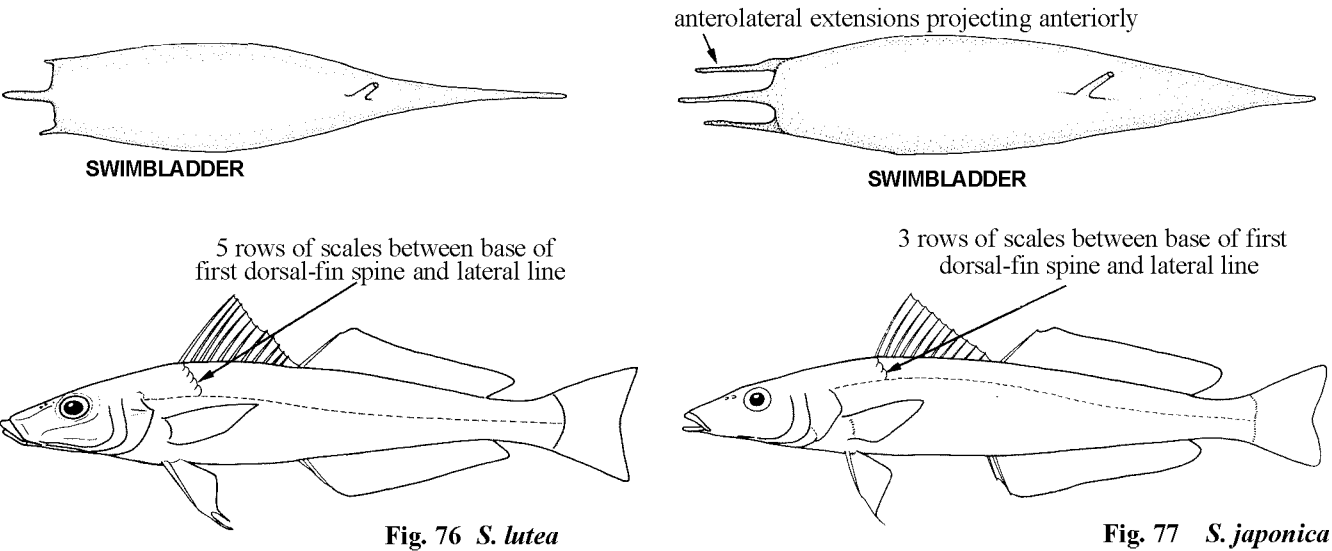 anterolateral extensions projecting anteriorly
SWIMBLADDER
SWIMBLADDER
5 rows of scales between base of
first dorsal-fin spine and lateral line
3 rows of scales between base of first
dorsal-fin spine and lateral line
Fig. 76 S. lutea
Fig. 77 S. japonica